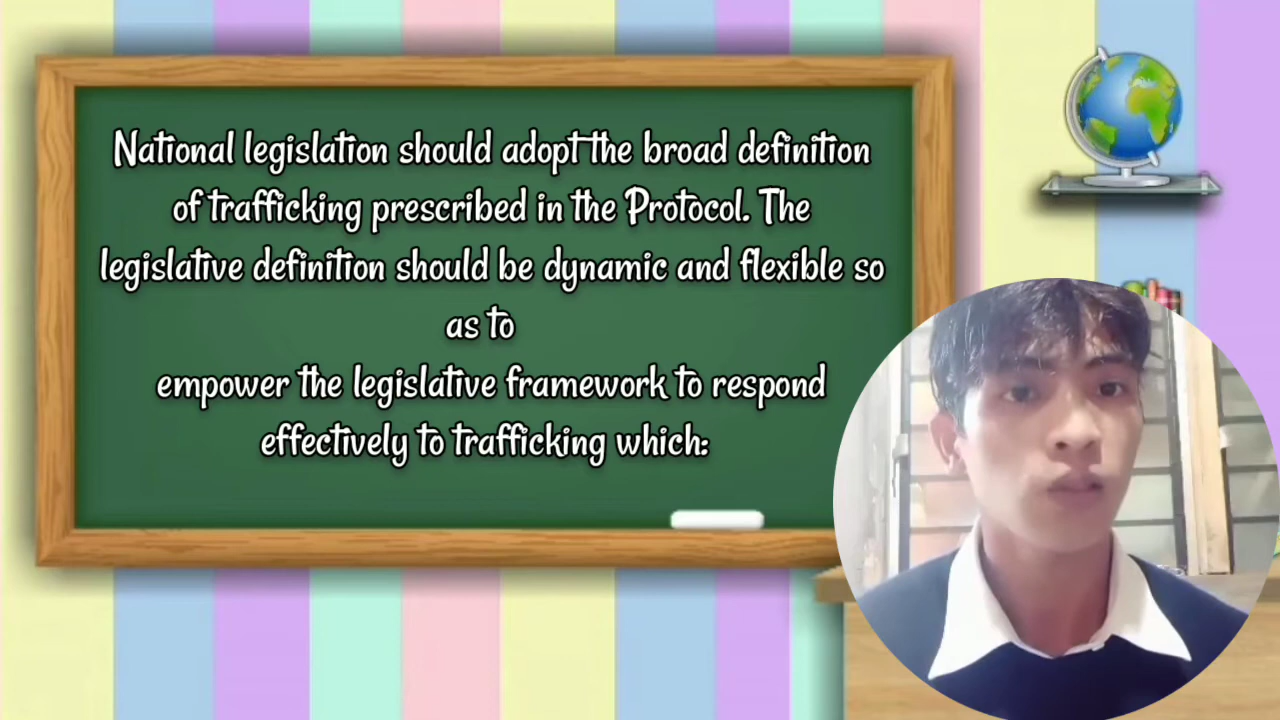 National legislation should adopt the broad definition
of trafficking prescribed in the Protocol. The
legislative definition should be dynamic and flexible so
as to
empower the legislative framework to respond
effectively to trafficking which: